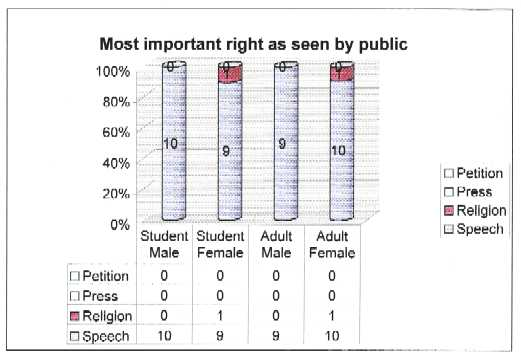 Most important right as seen by public
100%
80%
60%
40%
20%
0%
0 0 0 0
1 1
10 9 9 10
Petition
Press
Religion
Speech
Student Male Student Female Adult Male Adult Female
Petition 0 0 0 0
Press 0 0 0 0
Religion 0 1 0 1
Speech 10 9 9 10